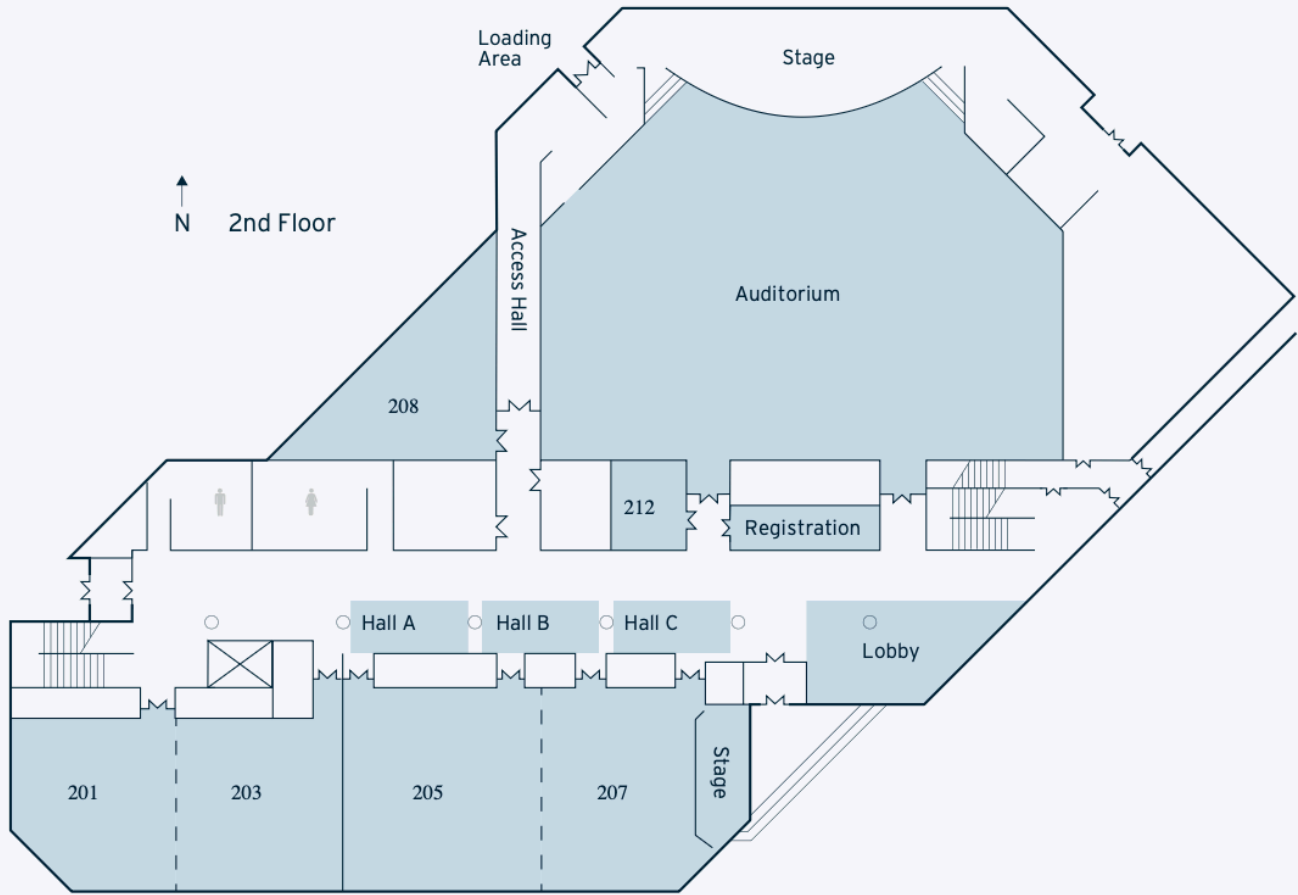 Loading
Area
Stage
N
2nd Floor
Access Hall
Auditorium
208
212
Registration
Hall A
Hall B
Hall C
Lobby
201
203
205
207
Stage